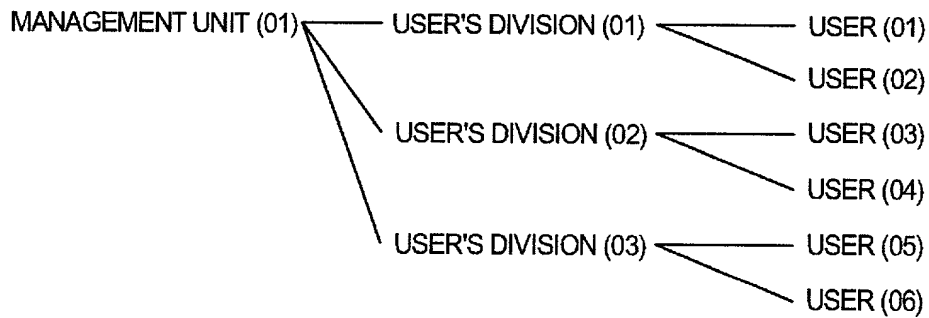 MANAGEMENT UNIT (01) USER'S DIVISION (01) USER (01)
USER (02)
USER'S DIVISION (02) USER (03)
USER (04)
USER'S DIVISION (03) USER (05)
USER (06)